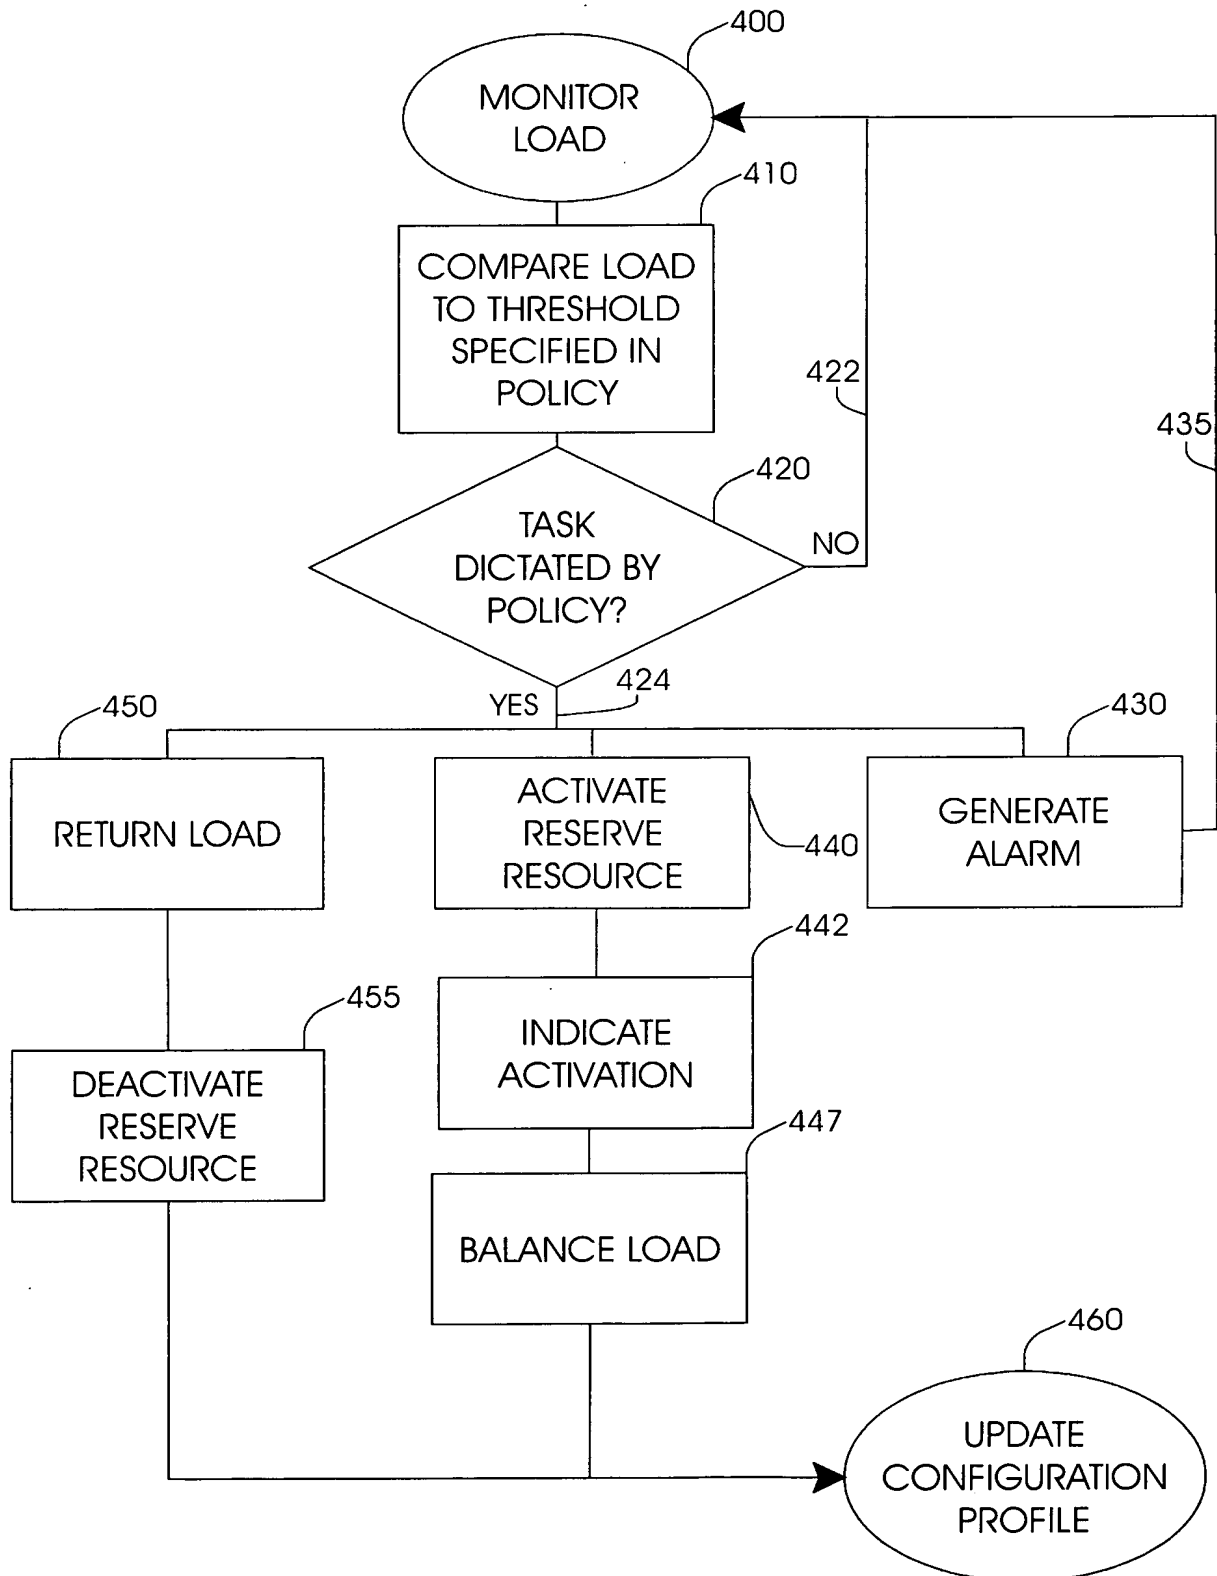 400
MONITOR
LOAD
410
COMPARE LOAD
TO THRESHOLD
SPECIFIED IN
POLICY
422
435
420
TASK
DICTATED BY
POLICY?
NO
YES
424
450
RETURN LOAD
ACTIVATE
RESERVE
RESOURCE
440
430
GENERATE
ALARM
442
INDICATE
ACTIVATION
455
DEACTIVATE
RESERVE
RESOURCE
447
BALANCE LOAD
460
UPDATE
CONFIGURATION
PROFILE